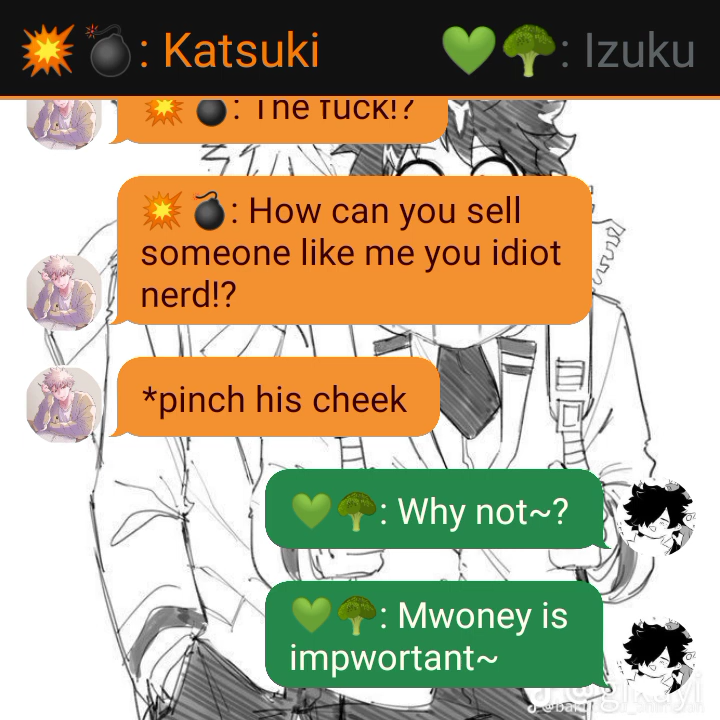 💥💣: Katsuki
💚🥦: Izuku
💥💣: The fuck!?
💥💣: How can you sell
someone like me you idiot
nerd!?
*pinch his cheek
💚🥦: Why not~?
💚🥦: Mwoney is
impwortant~